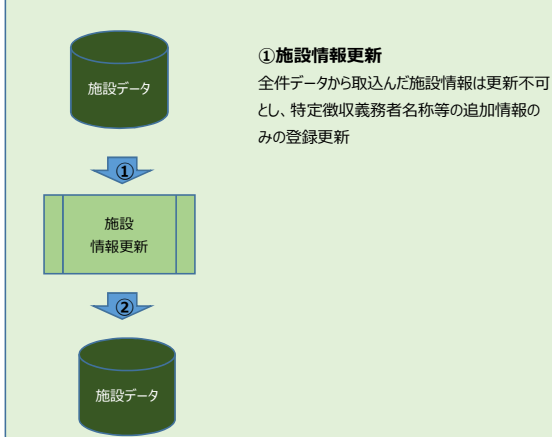 施設データ
①施設情報更新
全件データから取込んだ施設情報は更新不可
とし、特定徴収義務者名称等の追加情報の
みの登録更新
①
施設
情報更新
②
施設データ